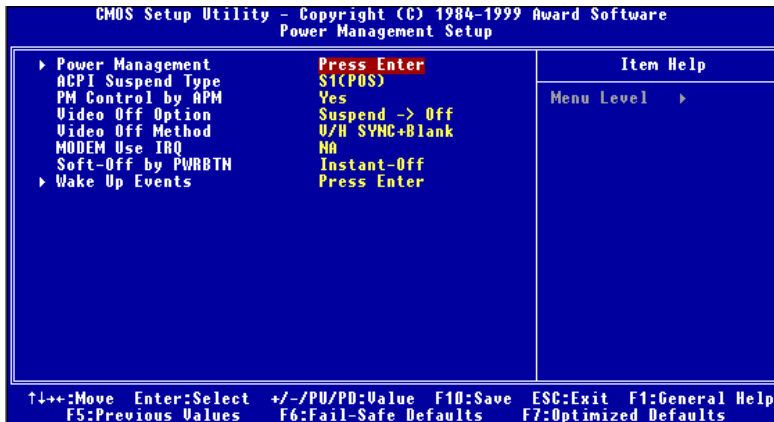 CMOS Setup Utility - Copyright (C) 1984-1999 Award Software
Power Management Setup
▸ Power Management Press Enter
ACPI Suspend Type S1(POS)
PM Control by APM Yes
Video Off Option Suspend -> Off
Video Off Method V/H SYNC+Blank
MODEM Use IRQ NA
Soft-Off by PWRBTN Instant-Off
▸ Wake Up Events Press Enter
Item Help
Menu Level ▸
↑↓→←:Move Enter:Select +/-/PU/PD:Value F10:Save ESC:Exit F1:General Help
F5:Previous Values F6:Fail-Safe Defaults F7:Optimized Defaults